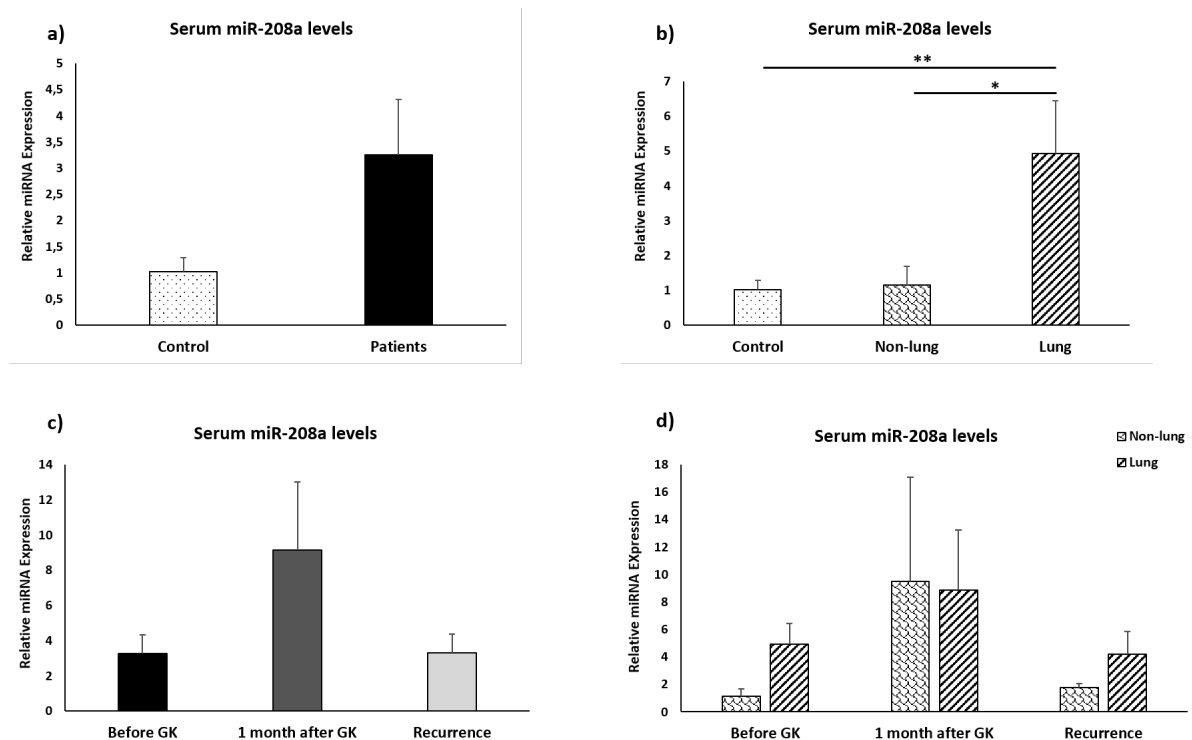 a)
Serum miR-208a levels
Relative miRNA Expression
5
4,5
4
3,5
3
2,5
2
1,5
1
0,5
0
Control Patients
b)
Serum miR-208a levels
**
*
Relative miRNA Expression
7
6
5
4
3
2
1
0
Control Non-lung Lung
c)
Serum miR-208a levels
Relative miRNA Expression
14
12
10
8
6
4
2
0
Before GK 1 month after GK Recurrence
d)
Serum miR-208a levels
Non-lung
Lung
Relative miRNA EXpression
18
16
14
12
10
8
6
4
2
0
Before GK 1 month after GK Recurrence